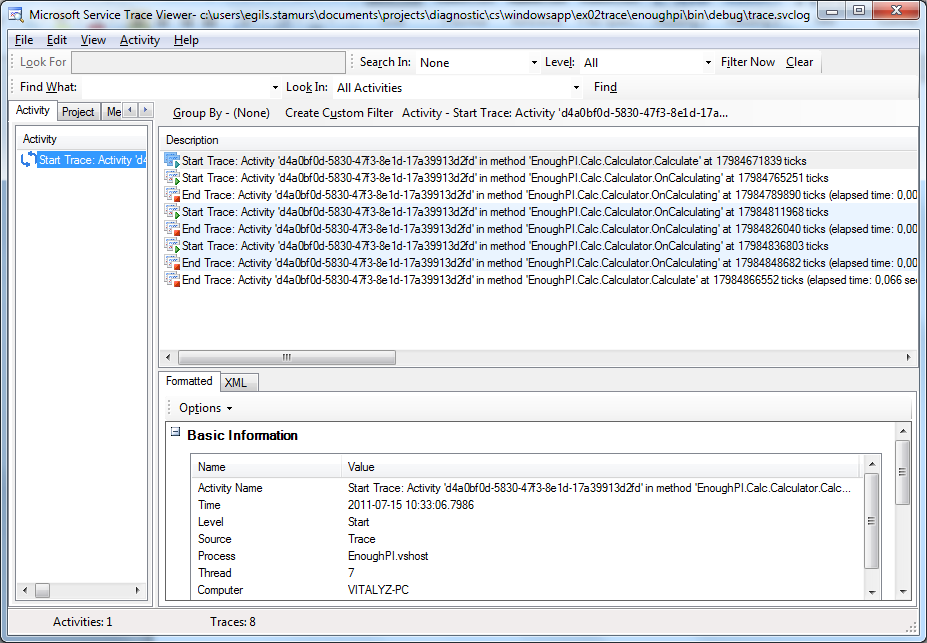 Microsoft Service Trace Viewer- c:\users\egils.stamurs\documents\projects\diagnostic\cs\windowsapp\ex02trace\enoughpi\bin\debug\trace.svclog
File Edit View Activity Help
Look For Search In: None Level: All Filter Now Clear
Find What: Look In: All Activities Find
Activity Project Me
Group By - (None) Create Custom Filter Activity - Start Trace: Activity 'd4a0bf0d-5830-47f3-8e1d-17a...
Activity
Start Trace: Activity 'd4
Description
Start Trace: Activity 'd4a0bf0d-5830-47f3-8e1d-17a39913d2fd' in method 'EnoughPI.Calc.Calculator.Calculate' at 17984671839 ticks
Start Trace: Activity 'd4a0bf0d-5830-47f3-8e1d-17a39913d2fd' in method 'EnoughPI.Calc.Calculator.OnCalculating' at 17984765251 ticks
End Trace: Activity 'd4a0bf0d-5830-47f3-8e1d-17a39913d2fd' in method 'EnoughPI.Calc.Calculator.OnCalculating' at 17984789890 ticks (elapsed time: 0,00
Start Trace: Activity 'd4a0bf0d-5830-47f3-8e1d-17a39913d2fd' in method 'EnoughPI.Calc.Calculator.OnCalculating' at 17984811968 ticks
End Trace: Activity 'd4a0bf0d-5830-47f3-8e1d-17a39913d2fd' in method 'EnoughPI.Calc.Calculator.OnCalculating' at 17984826040 ticks (elapsed time: 0,00
Start Trace: Activity 'd4a0bf0d-5830-47f3-8e1d-17a39913d2fd' in method 'EnoughPI.Calc.Calculator.OnCalculating' at 17984836803 ticks
End Trace: Activity 'd4a0bf0d-5830-47f3-8e1d-17a39913d2fd' in method 'EnoughPI.Calc.Calculator.OnCalculating' at 17984848682 ticks (elapsed time: 0,00
End Trace: Activity 'd4a0bf0d-5830-47f3-8e1d-17a39913d2fd' in method 'EnoughPI.Calc.Calculator.Calculate' at 17984866552 ticks (elapsed time: 0,066 se
Formatted XML
Options
Basic Information
Name Value
Activity Name Start Trace: Activity 'd4a0bf0d-5830-47f3-8e1d-17a39913d2fd' in method 'EnoughPI.Calc.Calculator.Calc...
Time 2011-07-15 10:33:06.7986
Level Start
Source Trace
Process EnoughPI.vshost
Thread 7
Computer VITALYZ-PC
Activities: 1 Traces: 8